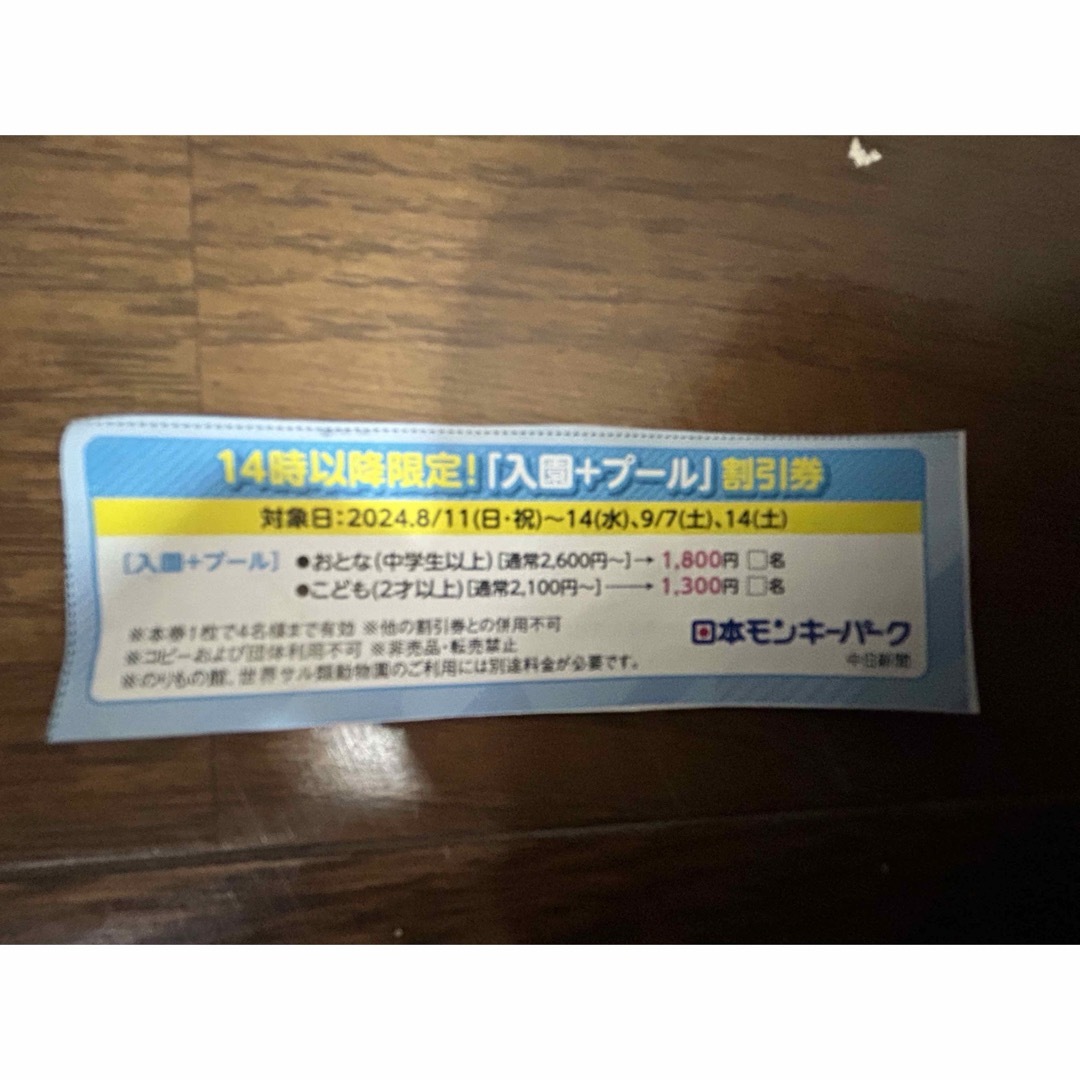 14時以降限定!「入園+プール」割引券
対象日:2024.8/11(日・祝)〜14(水)、9/7(土)、14(土)
[入園+プール] ●おとな(中学生以上)[通常2,600円〜]→ 1,800円 □名
●こども(2才以上)[通常2,100円〜]→ 1,300円 □名
※本券1枚で4名様まで有効 ※他の割引券との併用不可
※コピーおよび団体利用不可 ※非売品・転売禁止
※のりもの館、世界サル類動物園のご利用には別途料金が必要です。
日本モンキーパーク
中日新聞